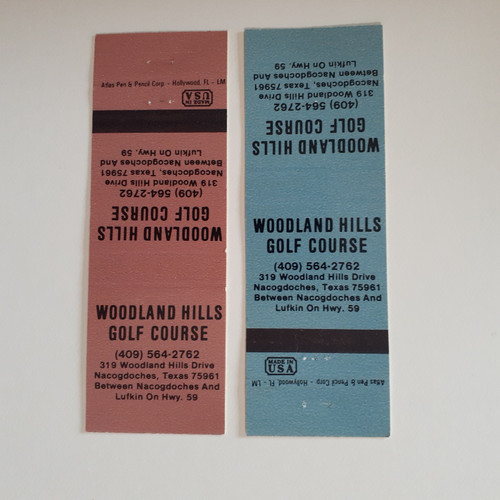 Atlas Pen & Pencil Corp. - Hollywood, FL - LM
MADE IN
USA
WOODLAND HILLS
GOLF COURSE
(409) 564-2762
319 Woodland Hills Drive
Nacogdoches, Texas 75961
Between Nacogdoches And
Lufkin On Hwy. 59
WOODLAND HILLS
GOLF COURSE
(409) 564-2762
319 Woodland Hills Drive
Nacogdoches, Texas 75961
Between Nacogdoches And
Lufkin On Hwy. 59
WOODLAND HILLS
GOLF COURSE
(409) 564-2762
319 Woodland Hills Drive
Nacogdoches, Texas 75961
Between Nacogdoches And
Lufkin On Hwy. 59
WOODLAND HILLS
GOLF COURSE
(409) 564-2762
319 Woodland Hills Drive
Nacogdoches, Texas 75961
Between Nacogdoches And
Lufkin On Hwy. 59
MADE IN
USA
Atlas Pen & Pencil Corp. - Hollywood, FL - LM